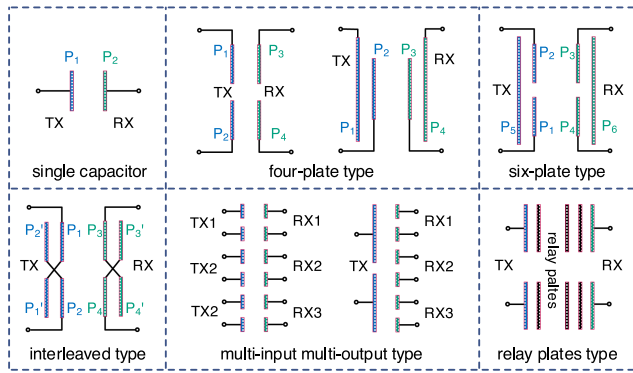 P1 P2
TX RX
single capacitor
P1 P3
TX RX
P2 P4
TX P2 P3 RX
P1 P4
four-plate type
TX P2 P3 RX
P5 P1 P4 P6
six-plate type
P2' P1 P3 P3'
TX RX
P1' P2 P4 P4'
interleaved type
TX1 RX1
TX2 RX2
TX2 RX3
RX1
TX RX2
RX3
multi-input multi-output type
TX relay paltes RX
relay plates type